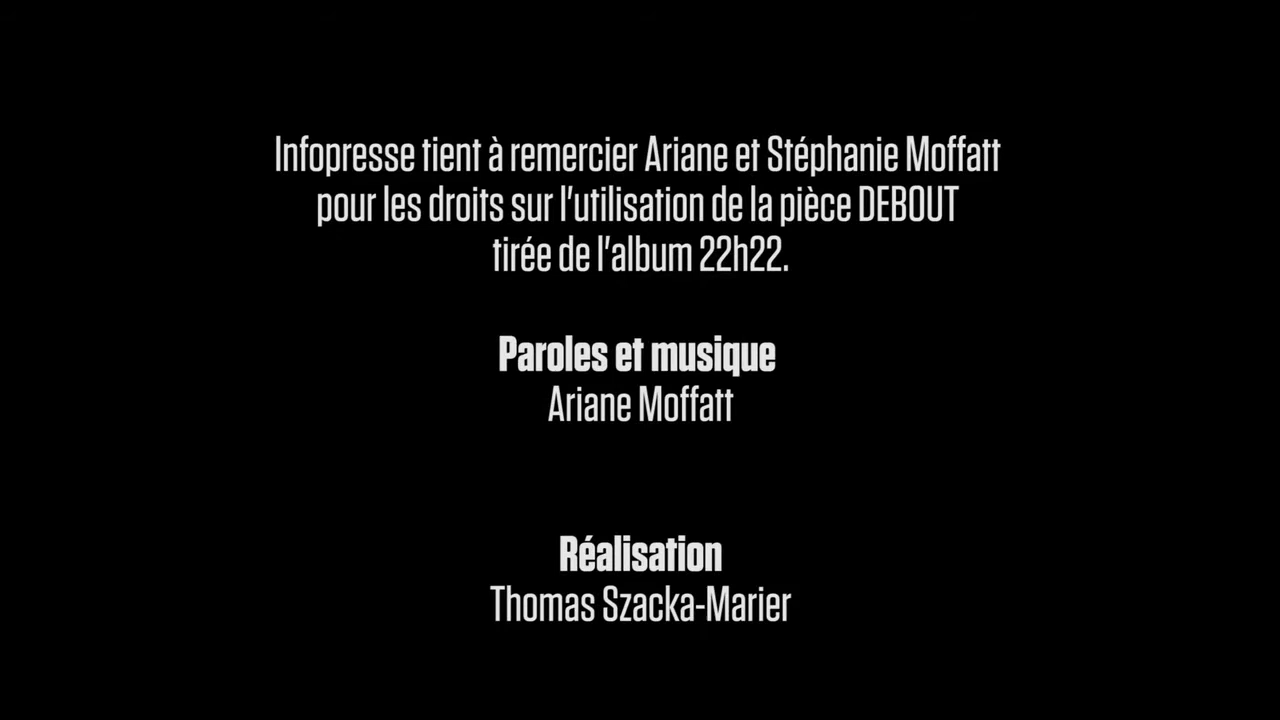 Infopresse tient à remercier Ariane et Stéphanie Moffatt
pour les droits sur l'utilisation de la pièce DEBOUT
tirée de l'album 22h22.
Paroles et musique
Ariane Moffatt
Réalisation
Thomas Szacka-Marier